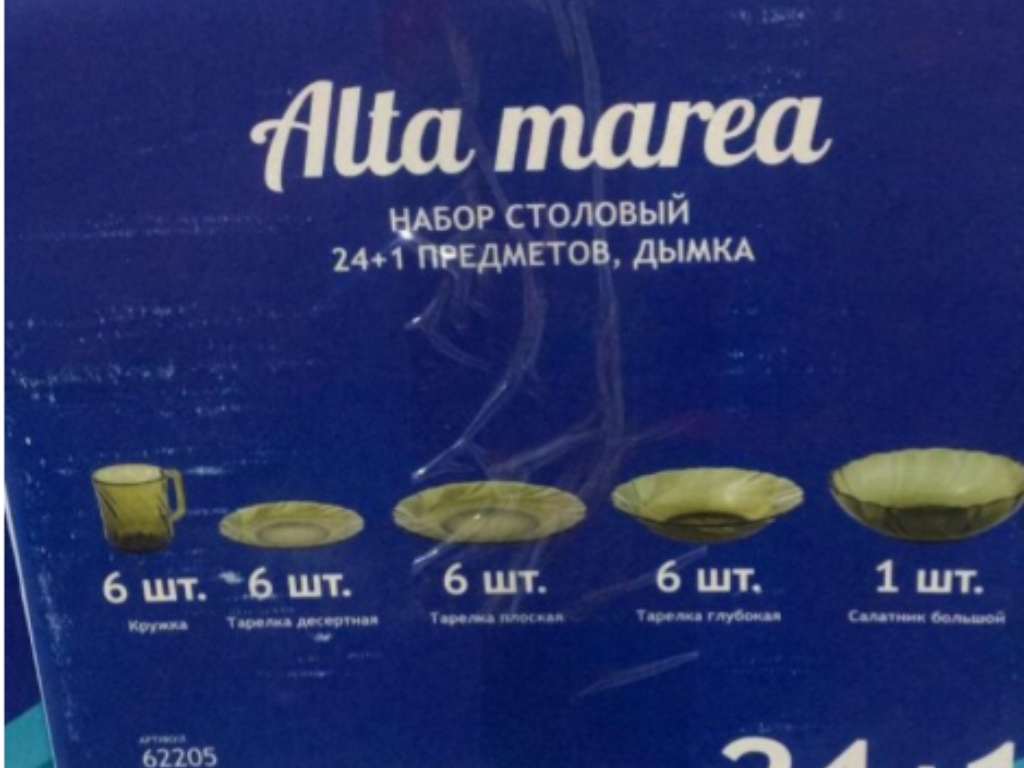 Alta marea
НАБОР СТОЛОВЫЙ
24+1 ПРЕДМЕТОВ, ДЫМКА
6 шт. 6 шт. 6 шт. 6 шт. 1 шт.
Кружка Тарелка десертная Тарелка плоская Тарелка глубокая Салатник большой
АРТИКУЛ
62205